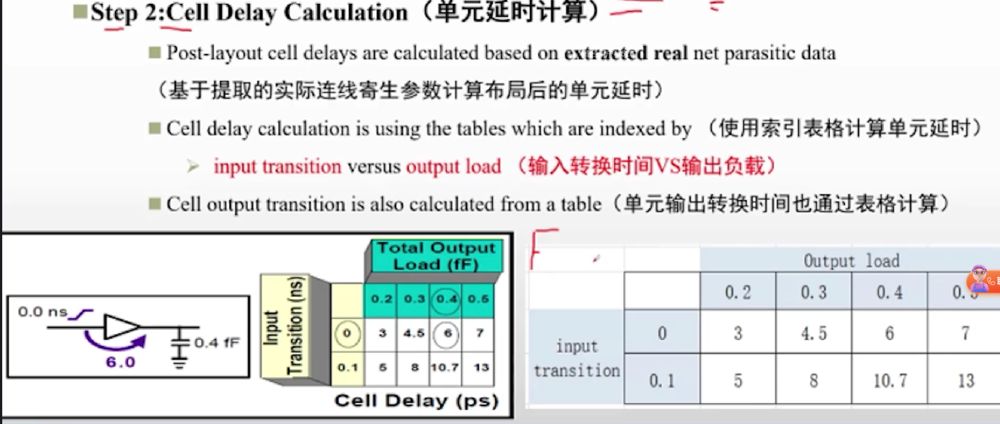 Step 2:Cell Delay Calculation（单元延时计算）
Post-layout cell delays are calculated based on extracted real net parasitic data
（基于提取的实际连线寄生参数计算布局后的单元延时）
Cell delay calculation is using the tables which are indexed by （使用索引表格计算单元延时）
input transition versus output load （输入转换时间VS输出负载）
Cell output transition is also calculated from a table（单元输出转换时间也通过表格计算）
0.0 ns
6.0
0.4 fF
Total Output
Load (fF)
Input
Transition (ns)
0.2 0.3 0.4 0.5
0 3 4.5 6 7
0.1 5 8 10.7 13
Cell Delay (ps)
Output load
0.2 0.3 0.4
input
transition
0 3 4.5 6 7
0.1 5 8 10.7 13